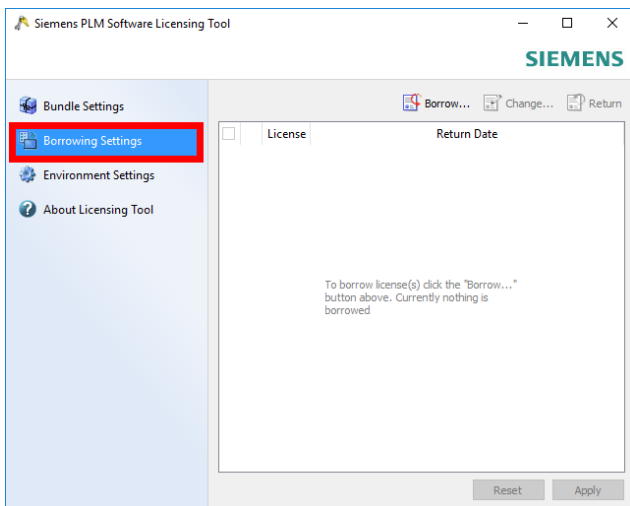 Siemens PLM Software Licensing Tool
SIEMENS
Bundle Settings
Borrowing Settings
Environment Settings
About Licensing Tool
Borrow... Change... Return
License Return Date
To borrow license(s) click the "Borrow..."
button above. Currently nothing is
borrowed
Reset Apply